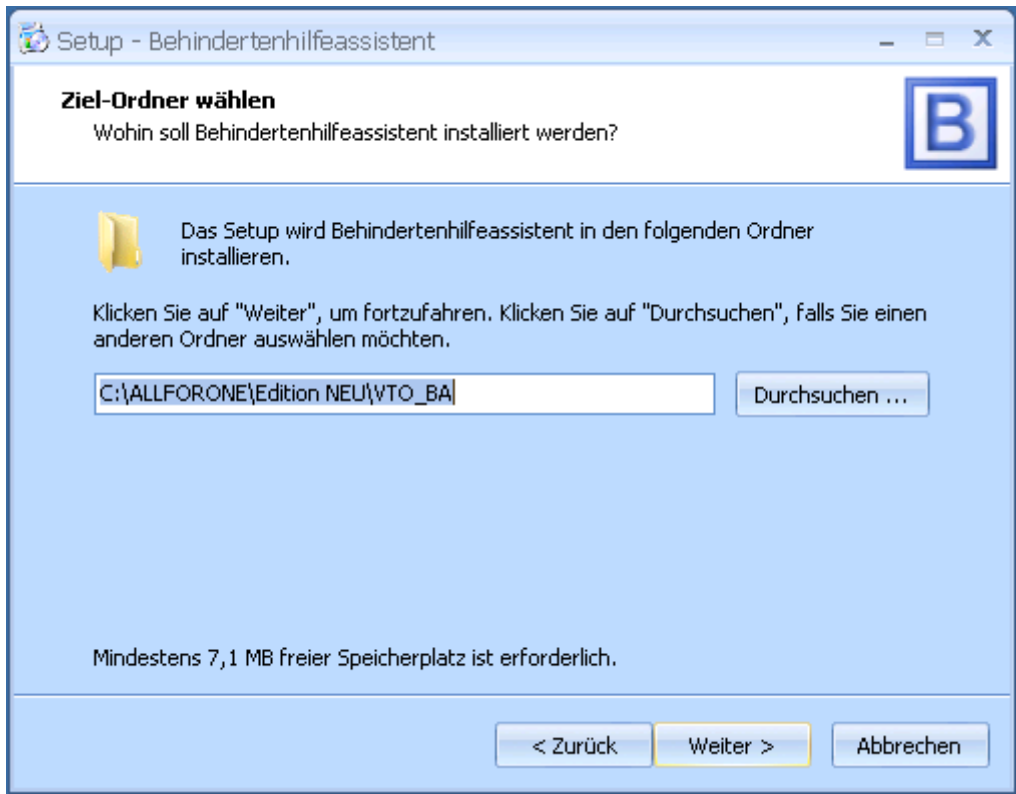 Setup - Behindertenhilfeassistent
Ziel-Ordner wählen
Wohin soll Behindertenhilfeassistent installiert werden?
B
Das Setup wird Behindertenhilfeassistent in den folgenden Ordner
installieren.
Klicken Sie auf "Weiter", um fortzufahren. Klicken Sie auf "Durchsuchen", falls Sie einen
anderen Ordner auswählen möchten.
C:\ALLFORONE\Edition NEU\VTO_BA
Durchsuchen ...
Mindestens 7,1 MB freier Speicherplatz ist erforderlich.
< Zurück
Weiter >
Abbrechen